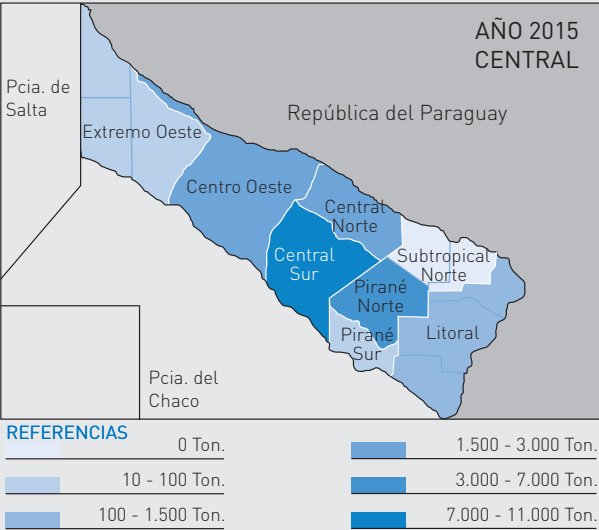 AÑO 2015
CENTRAL
Pcia. de
Salta
República del Paraguay
Extremo Oeste
Centro Oeste
Central
Norte
Central
Sur
Subtropical
Norte
Pirané
Norte
Pirané
Sur
Litoral
Pcia. del
Chaco
REFERENCIAS
0 Ton.
10 - 100 Ton.
100 - 1.500 Ton.
1.500 - 3.000 Ton.
3.000 - 7.000 Ton.
7.000 - 11.000 Ton.